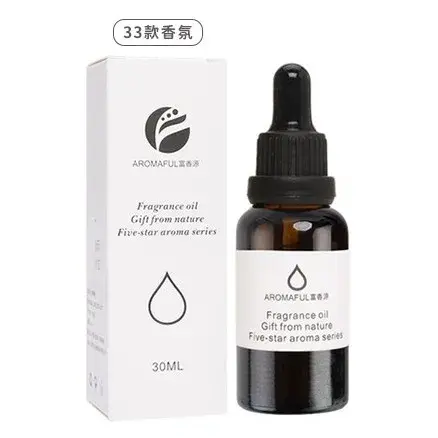 33款香氛
AROMAFUL富香凉
Fragrance oil
Gift from nature
Five-star aroma series
30ML
AROMAFUL富香凉
Fragrance oil
Gift from nature
Five-star aroma series